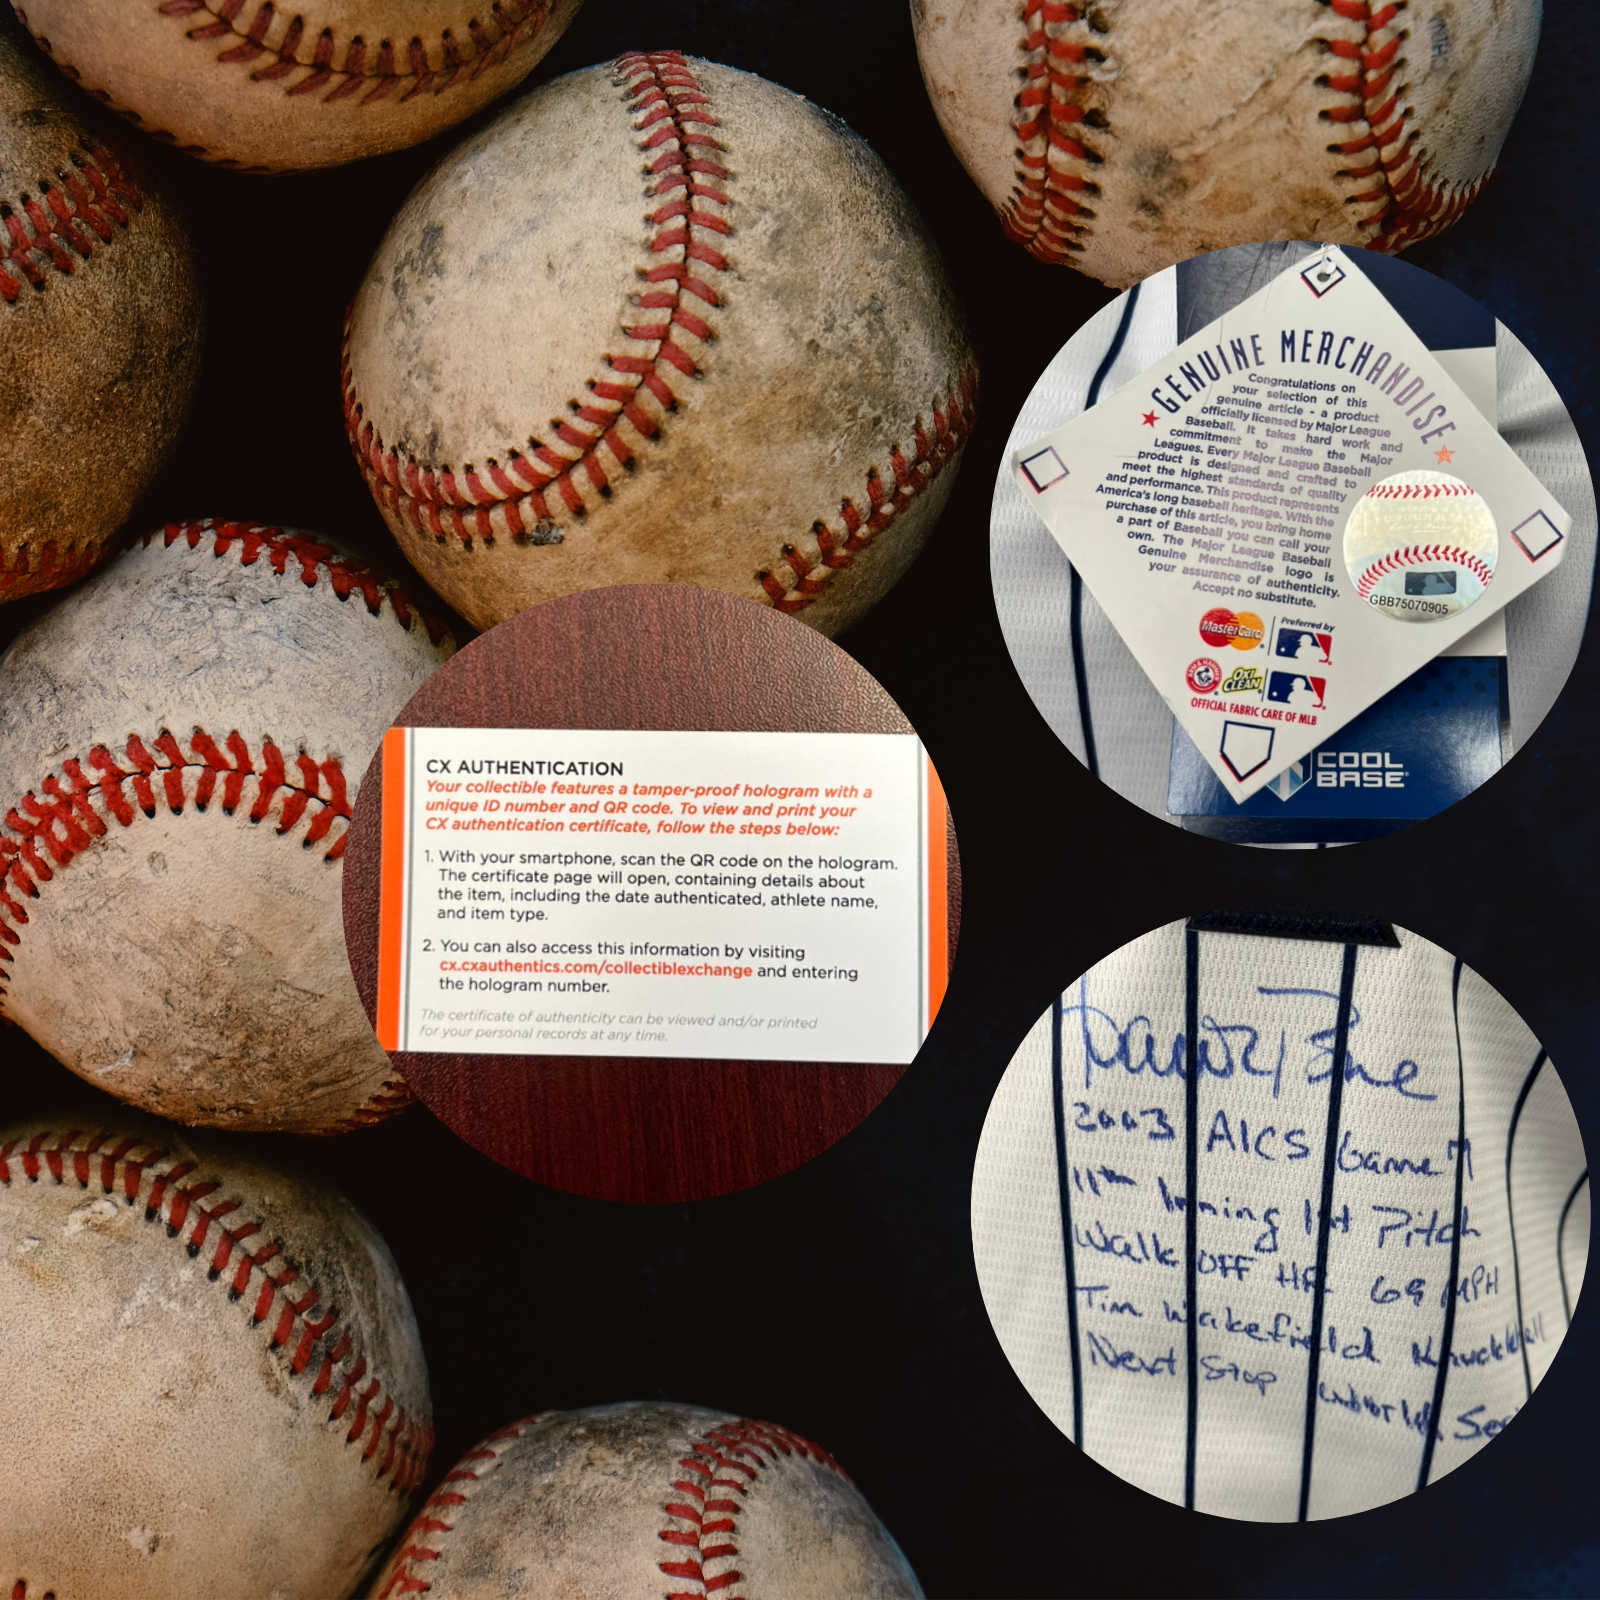 GENUINE MERCHANDISE
Congratulations on
your selection of this
genuine article - a product
officially licensed by Major League
Baseball. It takes hard work and
commitment to make the Major
Leagues. Every Major League Baseball
product is designed and crafted to
meet the highest standards of quality
and performance. This product represents
America's long baseball heritage. With the
purchase of this article, you bring home
a part of Baseball you can call your
own. The Major League Baseball
Genuine Merchandise logo is
your assurance of authenticity.
Accept no substitute.
GBB75070905
MasterCard
Preferred by
ARM & HAMMER
OXI
CLEAN
OFFICIAL FABRIC CARE OF MLB
COOL
BASE
CX AUTHENTICATION
Your collectible features a tamper-proof hologram with a
unique ID number and QR code. To view and print your
CX authentication certificate, follow the steps below:
1. With your smartphone, scan the QR code on the hologram.
The certificate page will open, containing details about
the item, including the date authenticated, athlete name,
and item type.
2. You can also access this information by visiting
cx.cxauthentics.com/collectiblexchange and entering
the hologram number.
The certificate of authenticity can be viewed and/or printed
for your personal records at any time.
2003 AlCS Game 7
11th Inning 1st Pitch
Walk OFF HR 69 MPH
Tim Wakefield Knuckleball
Next Stop World